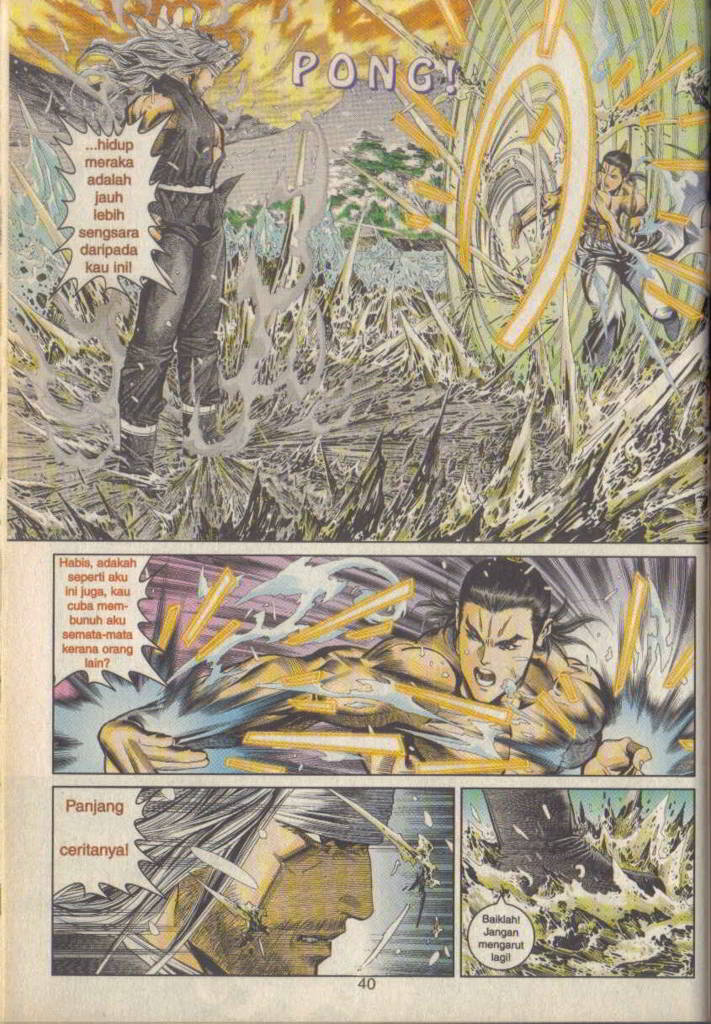 PONG!
...hidup
meraka
adalah
jauh
lebih
sengsara
daripada
kau ini!
Habis, adakah
seperti aku
ini juga, kau
cuba mem-
bunuh aku
semata-mata
kerana orang
lain?
Panjang
ceritanya!
Baiklah!
Jangan
mengarut
lagi!
40